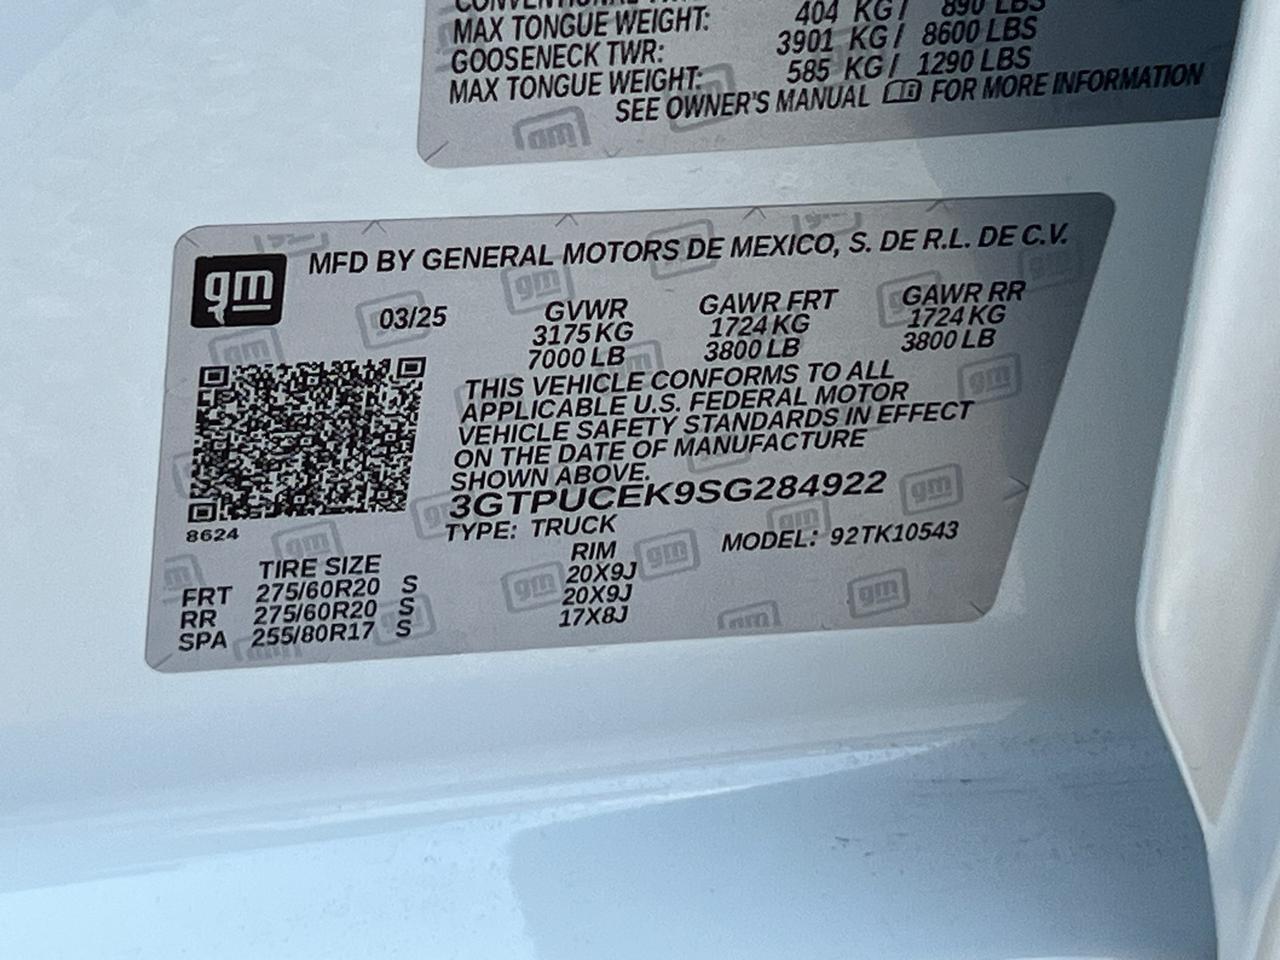 MAX TONGUE WEIGHT: 404 KG / 890 LBS
GOOSENECK TWR: 3901 KG / 8600 LBS
MAX TONGUE WEIGHT: 585 KG / 1290 LBS
SEE OWNER'S MANUAL FOR MORE INFORMATION
gm
MFD BY GENERAL MOTORS DE MEXICO, S. DE R.L. DE C.V.
03/25 GVWR GAWR FRT GAWR RR
3175 KG 1724 KG 1724 KG
7000 LB 3800 LB 3800 LB
THIS VEHICLE CONFORMS TO ALL
APPLICABLE U.S. FEDERAL MOTOR
VEHICLE SAFETY STANDARDS IN EFFECT
ON THE DATE OF MANUFACTURE
SHOWN ABOVE.
3GTPUCEK9SG284922
8624
TYPE: TRUCK MODEL: 92TK10543
TIRE SIZE RIM
FRT 275/60R20 S 20X9J
RR 275/60R20 S 20X9J
SPA 255/80R17 S 17X8J